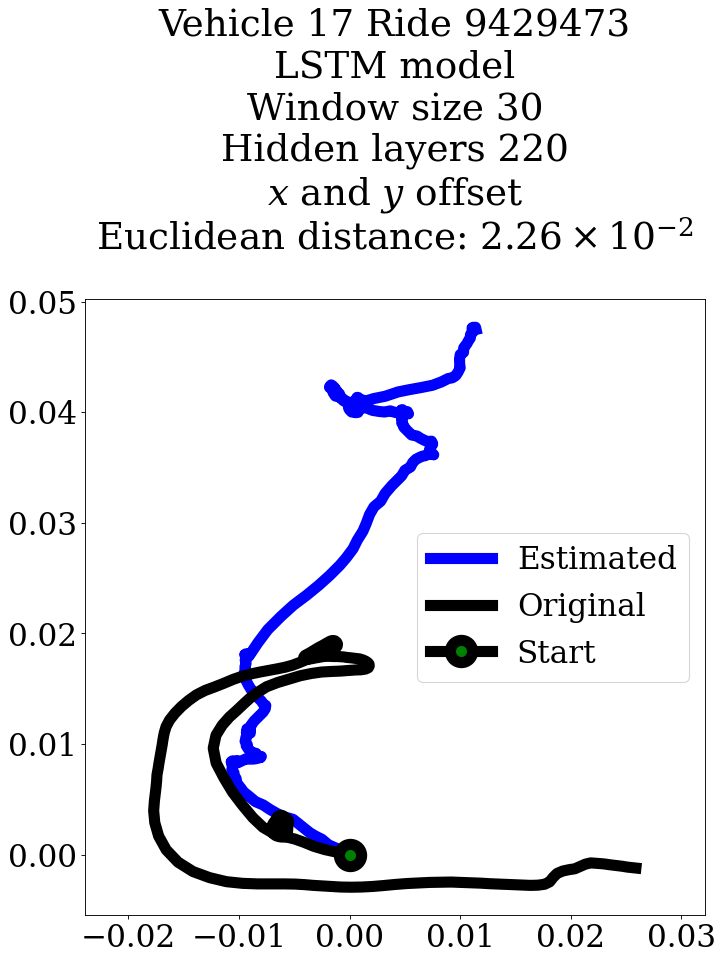 Vehicle 17 Ride 9429473
LSTM model
Window size 30
Hidden layers 220
x and y offset
Euclidean distance: 2.26 × 10⁻²
0.05
0.04
0.03
0.02
0.01
0.00
Estimated
Original
Start
−0.02 −0.01 0.00 0.01 0.02 0.03